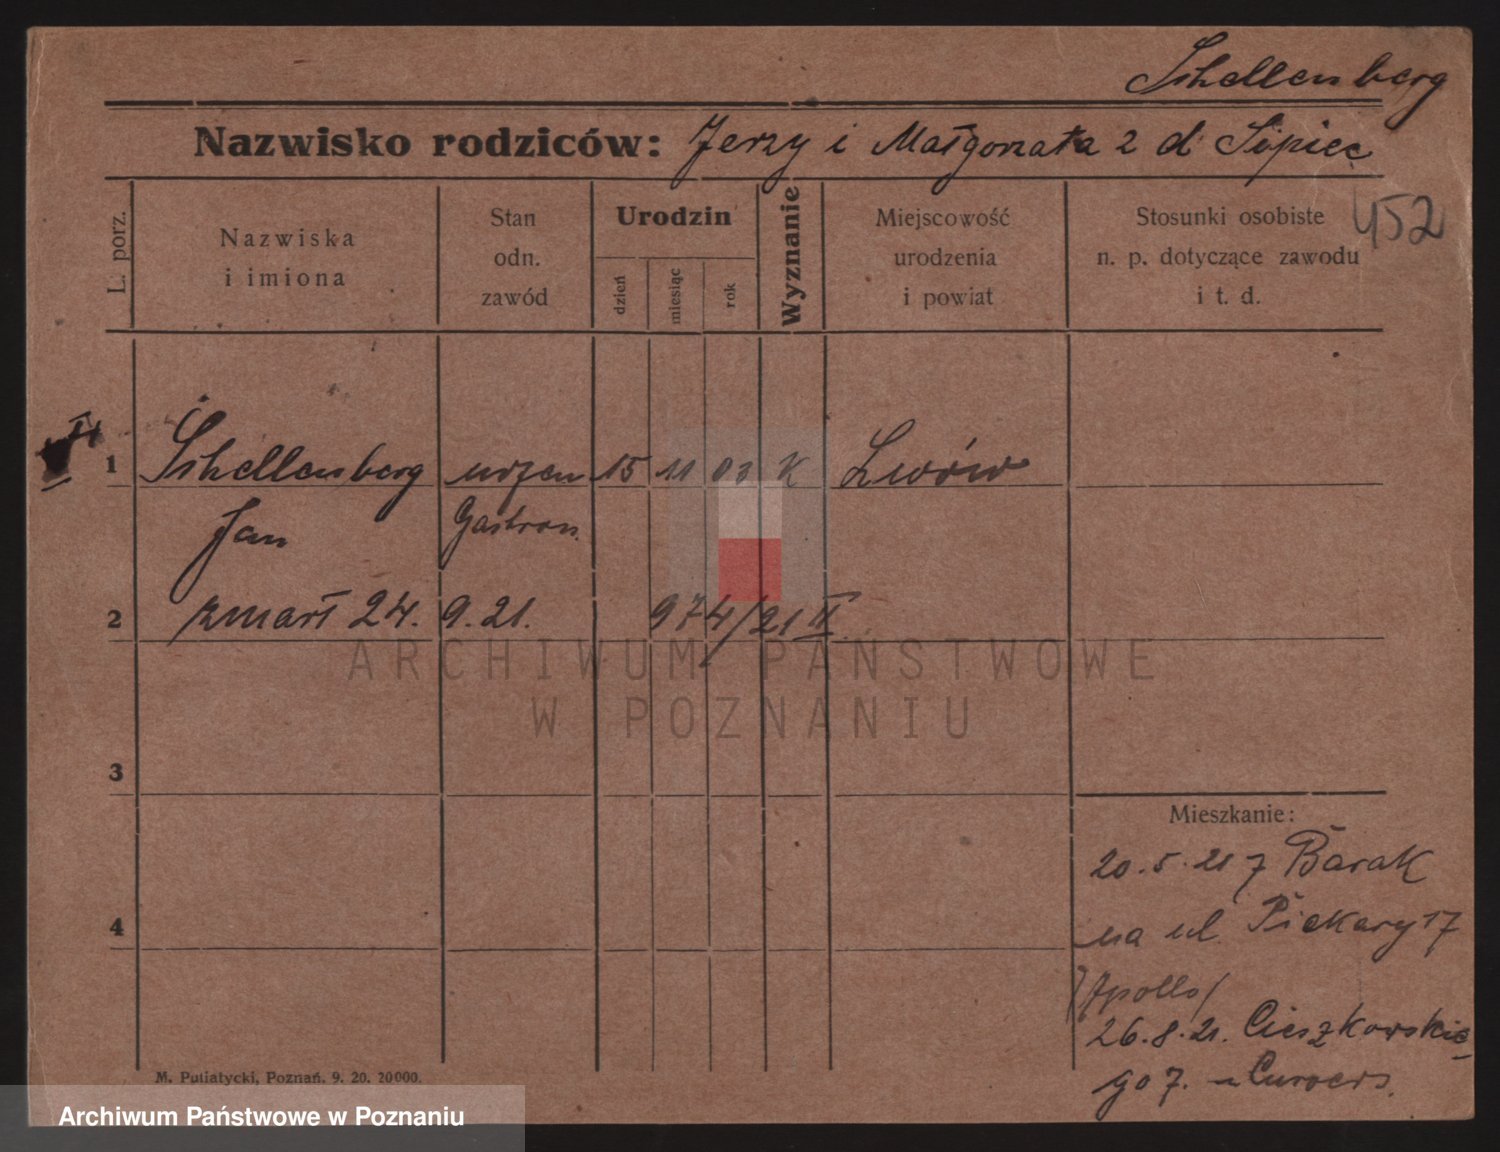 Schellenberg
Nazwisko rodziców: Jerzy i Małgorzata z d
452
L. porz.
Nazwiska
i imiona
Stan
odn.
zawód
Urodzin
dzień
miesiąc
rok
Wyznanie
Miejscowość
urodzenia
i powiat
Stosunki osobiste
n. p. dotyczące zawodu
i t. d.
II
1 Schellenberg 15 11 03 K Lwów
Jan Gastron.
2 zmarł 24. 9. 21. 974/21 II
ARCHIWUM PAŃSTWOWE
W POZNANIU
3
Mieszkanie:
20. 5. 21 Barak
4
na ul. Piekary 17
/Apollo/
26. 8. 21. Cieszkowskie
go 7.
M. Putiatycki, Poznań. 9. 20. 20000.
Archiwum Państwowe w Poznaniu